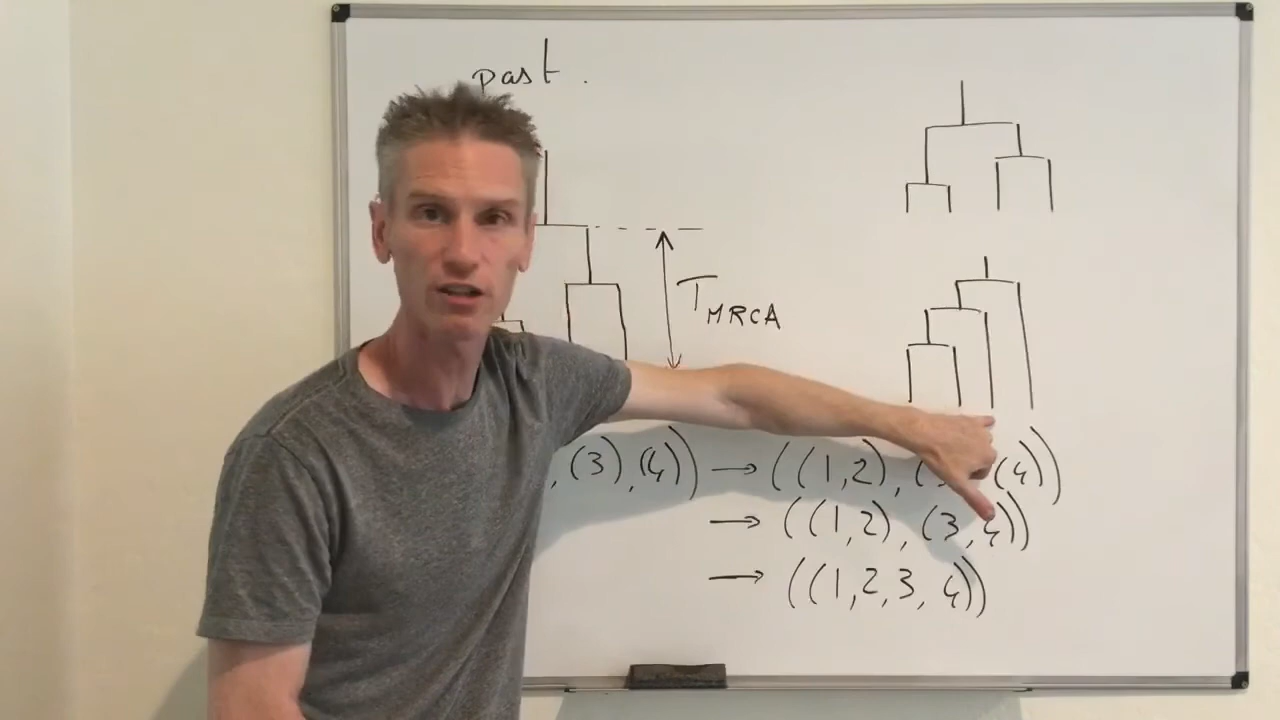 past .
T MRCA
, (3), (4)) → ((1,2), (4))
→ ((1,2), (3,4))
→ ((1,2,3,4))